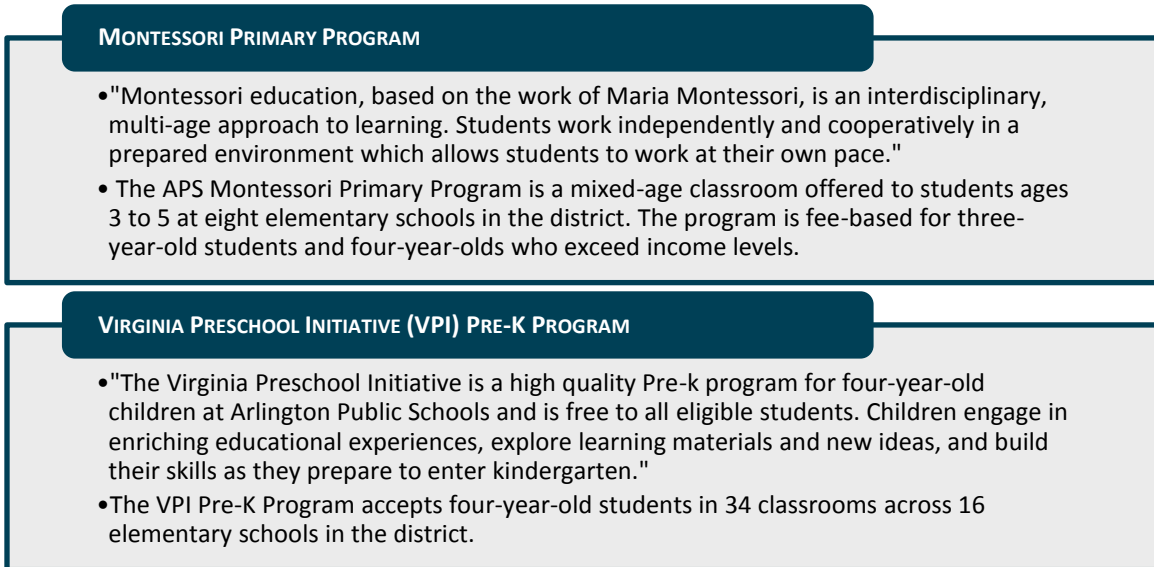 MONTESSORI PRIMARY PROGRAM
•"Montessori education, based on the work of Maria Montessori, is an interdisciplinary,
multi-age approach to learning. Students work independently and cooperatively in a
prepared environment which allows students to work at their own pace."
• The APS Montessori Primary Program is a mixed-age classroom offered to students ages
3 to 5 at eight elementary schools in the district. The program is fee-based for three-
year-old students and four-year-olds who exceed income levels.
VIRGINIA PRESCHOOL INITIATIVE (VPI) PRE-K PROGRAM
•"The Virginia Preschool Initiative is a high quality Pre-k program for four-year-old
children at Arlington Public Schools and is free to all eligible students. Children engage in
enriching educational experiences, explore learning materials and new ideas, and build
their skills as they prepare to enter kindergarten."
•The VPI Pre-K Program accepts four-year-old students in 34 classrooms across 16
elementary schools in the district.